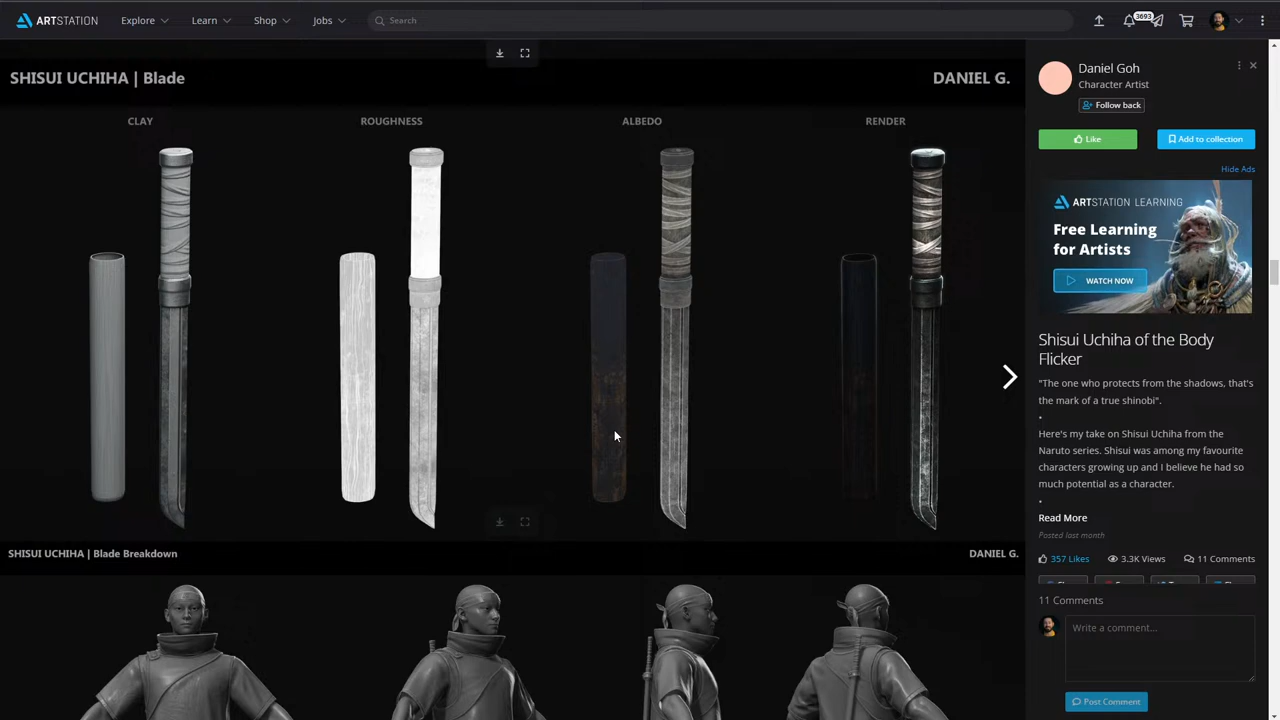 ARTSTATION
Explore
Learn
Shop
Jobs
Search
3693
SHISUI UCHIHA | Blade
DANIEL G.
CLAY
ROUGHNESS
ALBEDO
RENDER
SHISUI UCHIHA | Blade Breakdown
DANIEL G.
Daniel Goh
Character Artist
Follow back
Like
Add to collection
Hide Ads
ARTSTATION LEARNING
Free Learning
for Artists
WATCH NOW
Shisui Uchiha of the Body
Flicker
"The one who protects from the shadows, that's
the mark of a true shinobi".
•
Here's my take on Shisui Uchiha from the
Naruto series. Shisui was among my favourite
characters growing up and I believe he had so
much potential as a character.
•
Read More
Posted last month
357 Likes
3.3K Views
11 Comments
11 Comments
Write a comment...
Post Comment